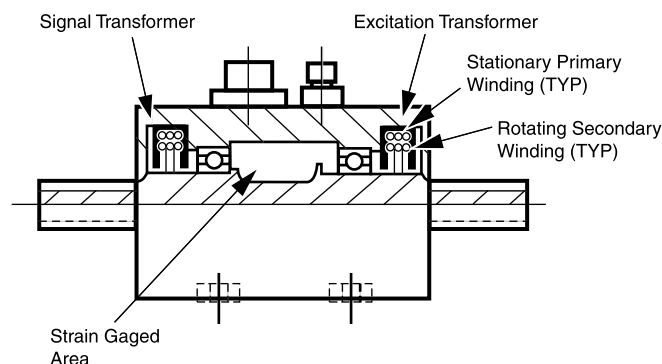 Signal Transformer
Excitation Transformer
Stationary Primary
Winding (TYP)
Rotating Secondary
Winding (TYP)
Strain Gaged
Area